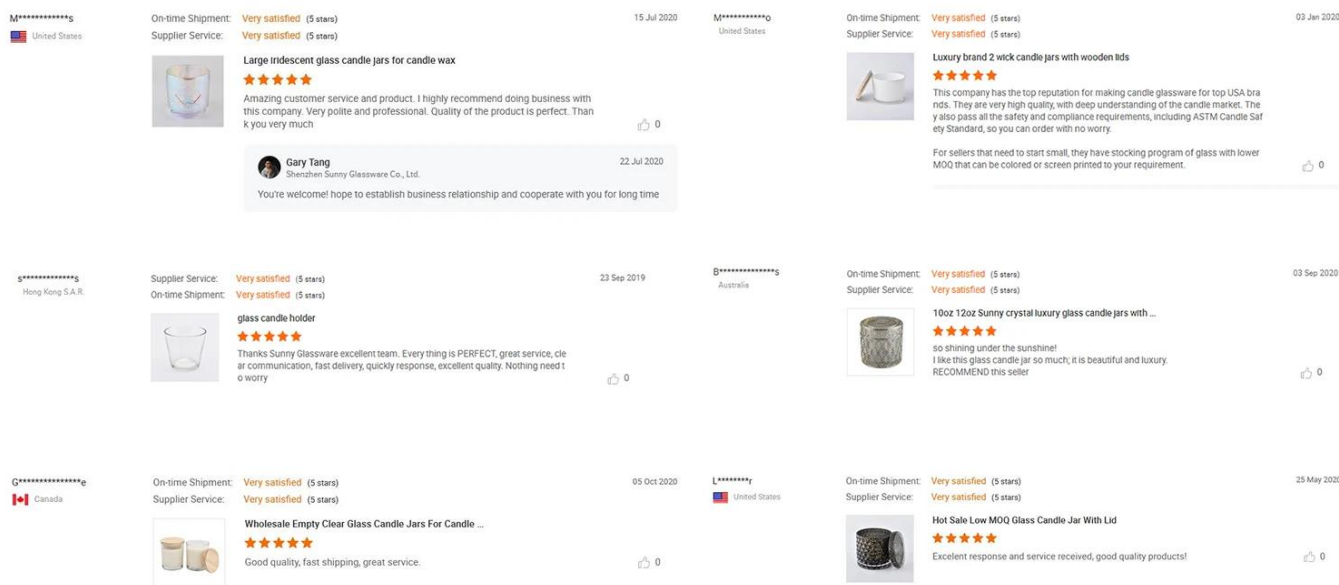 M************s
United States
On-time Shipment: Very satisfied (5 stars)
Supplier Service: Very satisfied (5 stars)
15 Jul 2020
Large iridescent glass candle jars for candle wax
Amazing customer service and product. I highly recommend doing business with
this company. Very polite and professional. Quality of the product is perfect. Than
k you very much
0
Gary Tang
Shenzhen Sunny Glassware Co., Ltd.
22 Jul 2020
You're welcome! hope to establish business relationship and cooperate with you for long time
M***********o
United States
On-time Shipment: Very satisfied (5 stars)
Supplier Service: Very satisfied (5 stars)
03 Jan 2020
Luxury brand 2 wick candle jars with wooden lids
This company has the top reputation for making candle glassware for top USA bra
nds. They are very high quality, with deep understanding of the candle market. The
y also pass all the safety and compliance requirements, including ASTM Candle Saf
ety Standard, so you can order with no worry.
For sellers that need to start small, they have stocking program of glass with lower
MOQ that can be colored or screen printed to your requirement.
0
s*************s
Hong Kong S.A.R.
Supplier Service: Very satisfied (5 stars)
On-time Shipment: Very satisfied (5 stars)
23 Sep 2019
glass candle holder
Thanks Sunny Glassware excellent team. Every thing is PERFECT, great service, cle
ar communication, fast delivery, quickly response, excellent quality. Nothing need t
o worry
0
B**************s
Australia
On-time Shipment: Very satisfied (5 stars)
Supplier Service: Very satisfied (5 stars)
03 Sep 2020
10oz 12oz Sunny crystal luxury glass candle jars with ...
so shining under the sunshine!
I like this glass candle jar so much; it is beautiful and luxury.
RECOMMEND this seller
0
G***************e
Canada
On-time Shipment: Very satisfied (5 stars)
Supplier Service: Very satisfied (5 stars)
05 Oct 2020
Wholesale Empty Clear Glass Candle Jars For Candle ...
Good quality, fast shipping, great service.
0
L********r
United States
On-time Shipment: Very satisfied (5 stars)
Supplier Service: Very satisfied (5 stars)
25 May 2020
Hot Sale Low MOQ Glass Candle Jar With Lid
Excelent response and service received, good quality products!
0